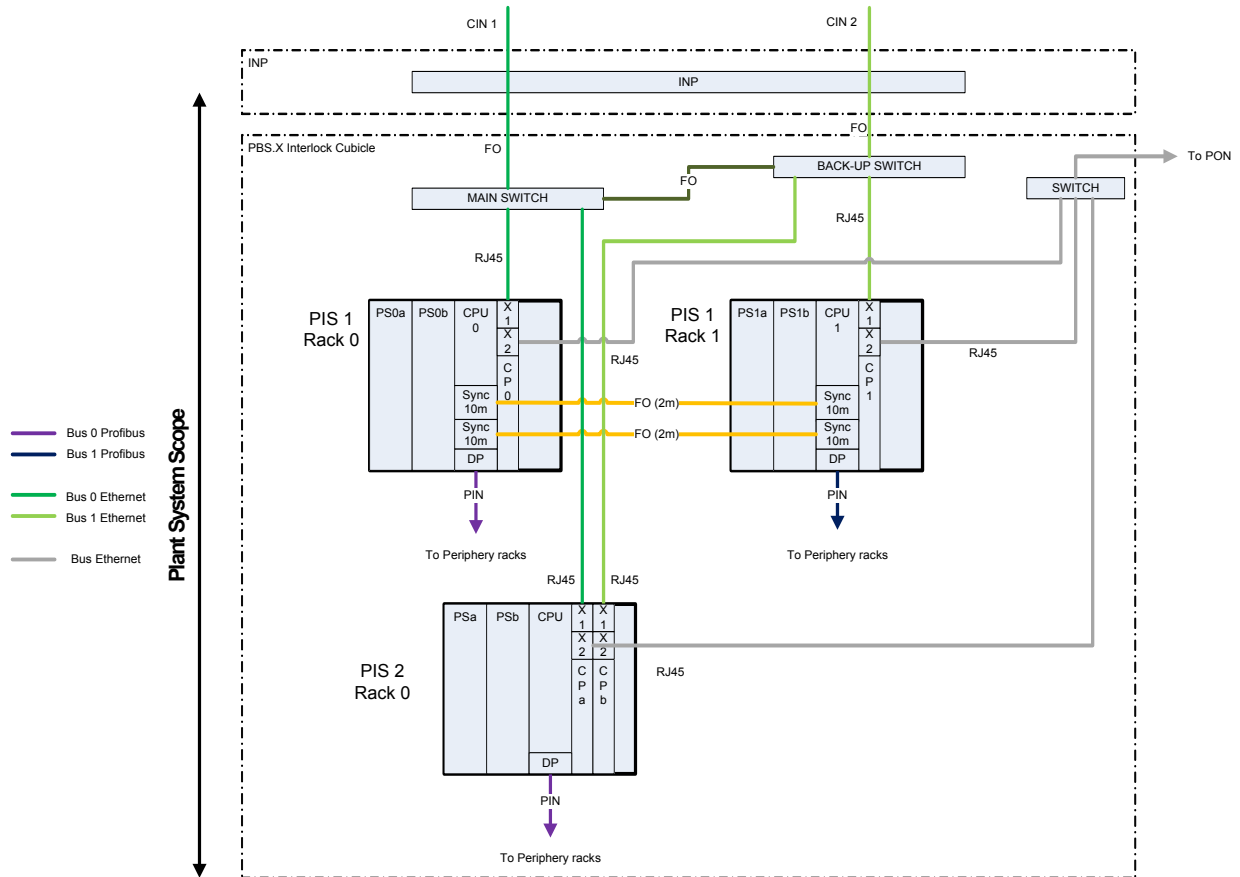 CIN 1
CIN 2
INP
INP
FO
FO
PBS.X Interlock Cubicle
BACK-UP SWITCH
To PON
FO
MAIN SWITCH
SWITCH
RJ45
RJ45
PIS 1
Rack 0
PS0a
PS0b
CPU
0
X
1
X
2
C
P
0
Sync
10m
Sync
10m
DP
RJ45
PIS 1
Rack 1
PS1a
PS1b
CPU
1
X
1
X
2
C
P
1
Sync
10m
Sync
10m
DP
RJ45
FO (2m)
FO (2m)
PIN
PIN
To Periphery racks
To Periphery racks
Bus 0 Profibus
Bus 1 Profibus
Bus 0 Ethernet
Bus 1 Ethernet
Bus Ethernet
Plant System Scope
RJ45
RJ45
PIS 2
Rack 0
PSa
PSb
CPU
X
1
X
2
C
P
a
X
1
X
2
C
P
b
DP
RJ45
PIN
To Periphery racks